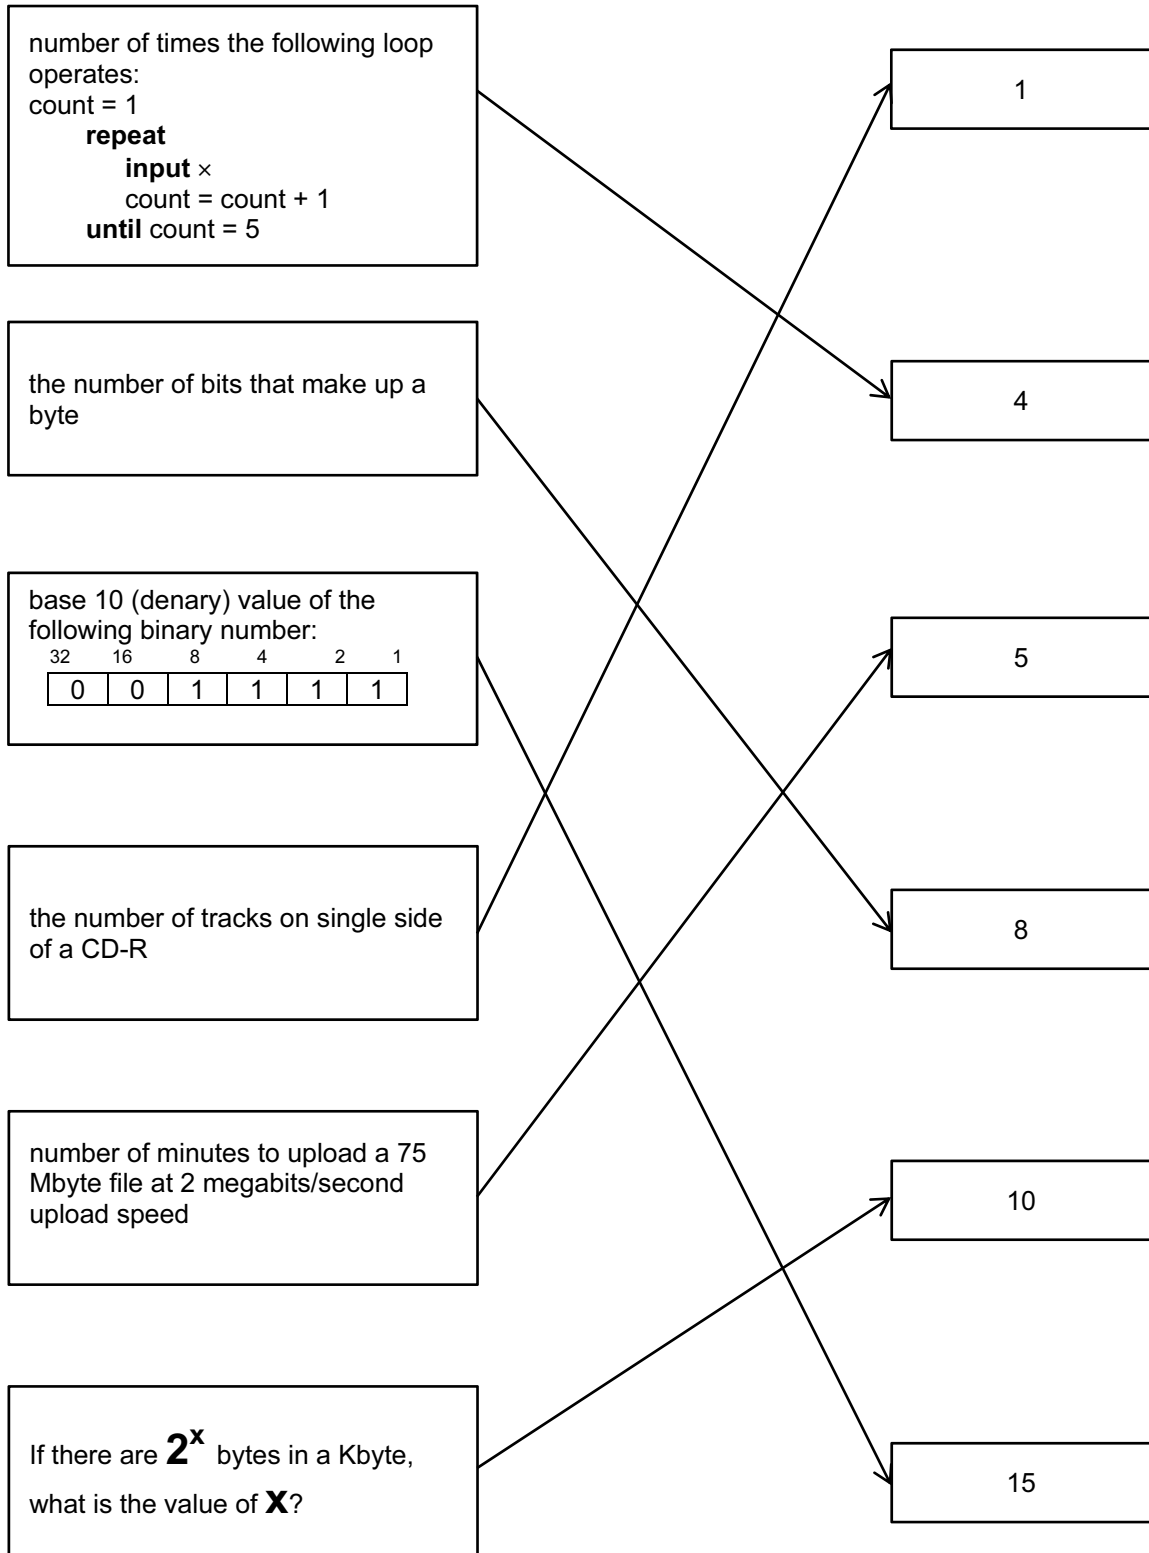 number of times the following loop
operates:
count = 1
repeat
input ×
count = count + 1
until count = 5
the number of bits that make up a
byte
base 10 (denary) value of the
following binary number:
32 16 8 4 2 1
0 0 1 1 1 1
the number of tracks on single side
of a CD-R
number of minutes to upload a 75
Mbyte file at 2 megabits/second
upload speed
If there are 2^x bytes in a Kbyte,
what is the value of x?
1
4
5
8
10
15